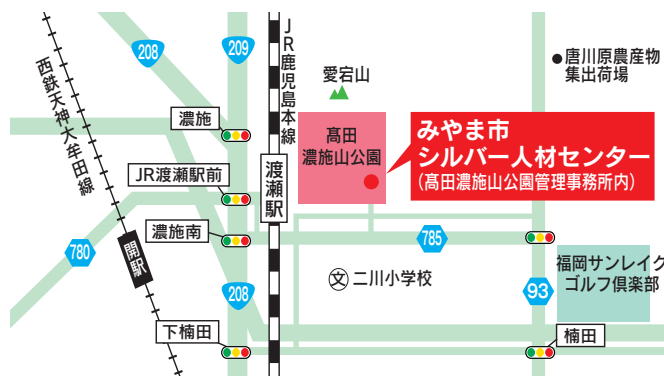 208
209
JR鹿児島本線
西鉄天神大牟田線
愛宕山
唐川原農産物
集出荷場
濃施
髙田
濃施山公園
みやま市
シルバー人材センター
(髙田濃施山公園管理事務所内)
JR渡瀬駅前
渡瀬駅
濃施南
780
開駅
785
文
二川小学校
福岡サンレイク
ゴルフ倶楽部
93
208
下楠田
楠田